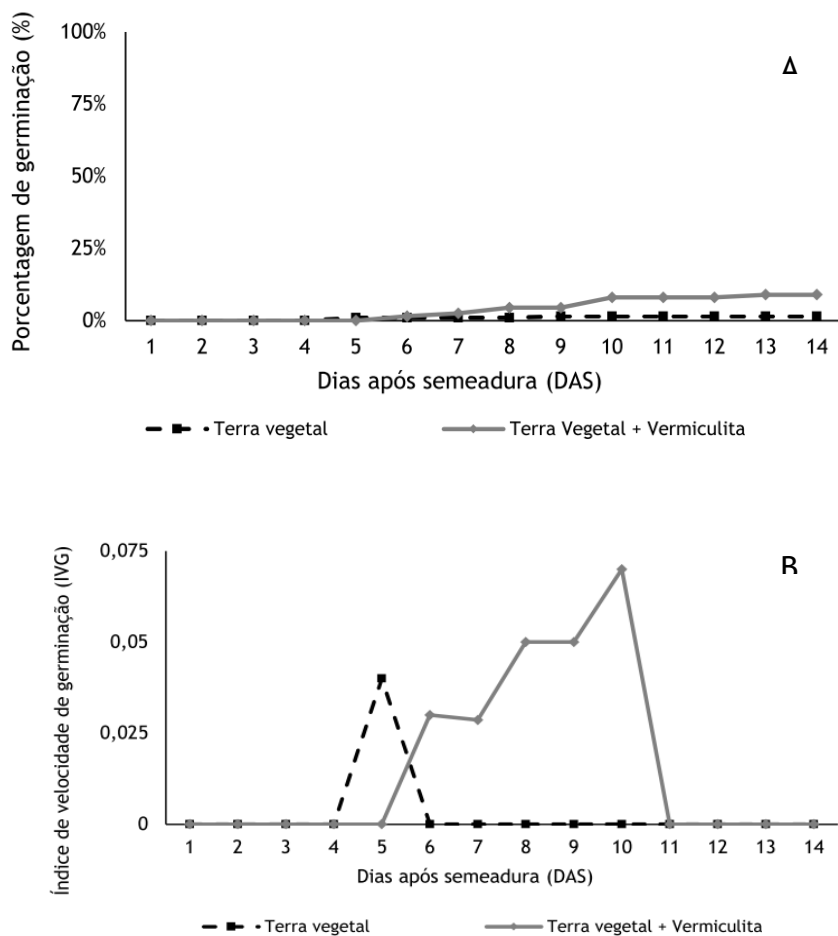 100%
A
75%
50%
25%
0%
Porcentagem de germinação (%)
1 2 3 4 5 6 7 8 9 10 11 12 13 14
Dias após semeadura (DAS)
Terra vegetal Terra Vegetal + Vermiculita
0,075
B
0,05
0,025
0
Índice de velocidade de germinação (IVG)
1 2 3 4 5 6 7 8 9 10 11 12 13 14
Dias após semeadura (DAS)
Terra vegetal Terra vegetal + Vermiculita